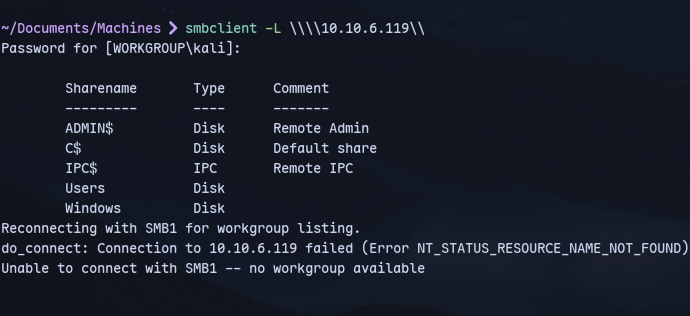 ~/Documents/Machines ❯ smbclient -L \\\\10.10.6.119\\
Password for [WORKGROUP\kali]:
Sharename Type Comment
--------- ---- -------
ADMIN$ Disk Remote Admin
C$ Disk Default share
IPC$ IPC Remote IPC
Users Disk
Windows Disk
Reconnecting with SMB1 for workgroup listing.
do_connect: Connection to 10.10.6.119 failed (Error NT_STATUS_RESOURCE_NAME_NOT_FOUND)
Unable to connect with SMB1 -- no workgroup available